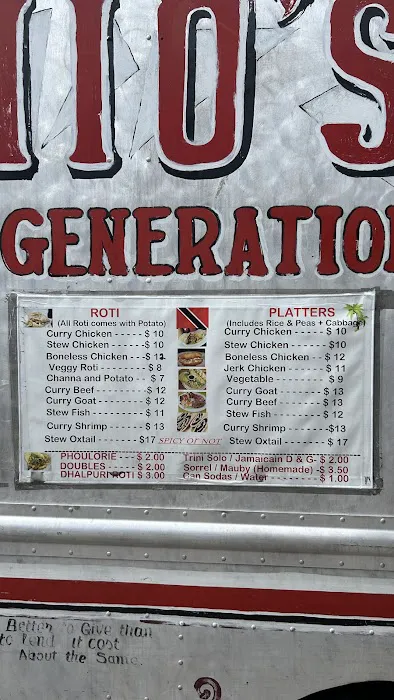 IO'S
GENERATIO
ROTI
(All Roti comes with Potato)
Curry Chicken - - - - - $ 10
Stew Chicken - - - - -$ 10
Boneless Chicken - - -$ 12
Veggy Roti - - - - - - - $ 8
Channa and Potato - - $ 7
Curry Beef - - - - - - - $ 12
Curry Goat - - - - - - - $ 12
Stew Fish - - - - - - - $ 11
Curry Shrimp - - - - - $ 13
Stew Oxtail - - - - - - -$17
SPICY OR NOT
PLATTERS
(Includes Rice & Peas + Cabbage)
Curry Chicken - - - - - - $ 10
Stew Chicken - - - - - - $10
Boneless Chicken - - - - $ 12
Jerk Chicken - - - - - - $ 11
Vegetable - - - - - - - - $ 9
Curry Goat - - - - - - - $ 13
Curry Beef - - - - - - - $ 13
Stew Fish - - - - - - - - $ 12
Curry Shrimp - - - - - -$13
Stew Oxtail - - - - - - - $ 17
PHOULORIE - - - - $ 2.00
DOUBLES - - - - - $ 2.00
DHALPURI ROTI $ 3.00
Trini Solo / Jamaicain D & G- $ 2.00
Sorrel / Mauby (Homemade) -$ 3.50
Can Sodas / Water - - - - - - - $ 1.00
Better to Give than
to lend it cost
About the Same